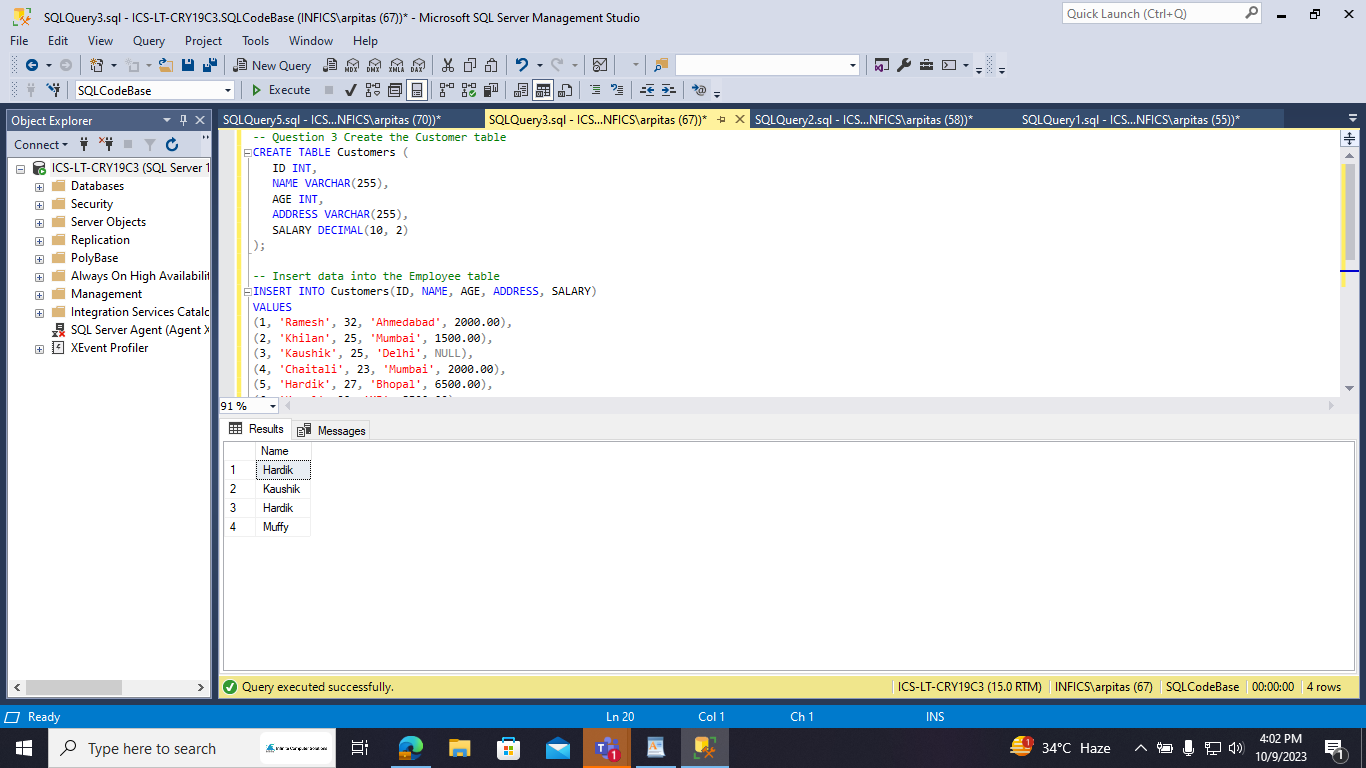 SQLQuery3.sql - ICS-LT-CRY19C3.SQLCodeBase (INFICS\arpitas (67))* - Microsoft SQL Server Management Studio
Quick Launch (Ctrl+Q)
File Edit View Query Project Tools Window Help
New Query MDX DMX XMLA DAX
SQLCodeBase Execute
Object Explorer
SQLQuery5.sql - ICS...NFICS\arpitas (70))* SQLQuery3.sql - ICS...NFICS\arpitas (67))* SQLQuery2.sql - ICS...NFICS\arpitas (58))* SQLQuery1.sql - ICS...NFICS\arpitas (55))*
Connect
ICS-LT-CRY19C3 (SQL Server 1
Databases
Security
Server Objects
Replication
PolyBase
Always On High Availabilit
Management
Integration Services Catalo
SQL Server Agent (Agent X
XEvent Profiler
-- Question 3 Create the Customer table
CREATE TABLE Customers (
ID INT,
NAME VARCHAR(255),
AGE INT,
ADDRESS VARCHAR(255),
SALARY DECIMAL(10, 2)
);
-- Insert data into the Employee table
INSERT INTO Customers(ID, NAME, AGE, ADDRESS, SALARY)
VALUES
(1, 'Ramesh', 32, 'Ahmedabad', 2000.00),
(2, 'Khilan', 25, 'Mumbai', 1500.00),
(3, 'Kaushik', 25, 'Delhi', NULL),
(4, 'Chaitali', 23, 'Mumbai', 2000.00),
(5, 'Hardik', 27, 'Bhopal', 6500.00),
91 %
Results Messages
Name
1 Hardik
2 Kaushik
3 Hardik
4 Muffy
Query executed successfully. ICS-LT-CRY19C3 (15.0 RTM) INFICS\arpitas (67) SQLCodeBase 00:00:00 4 rows
Ready Ln 20 Col 1 Ch 1 INS
Type here to search Infinite Computer Solutions 1 1 34°C Haze 4:02 PM
10/9/2023 1